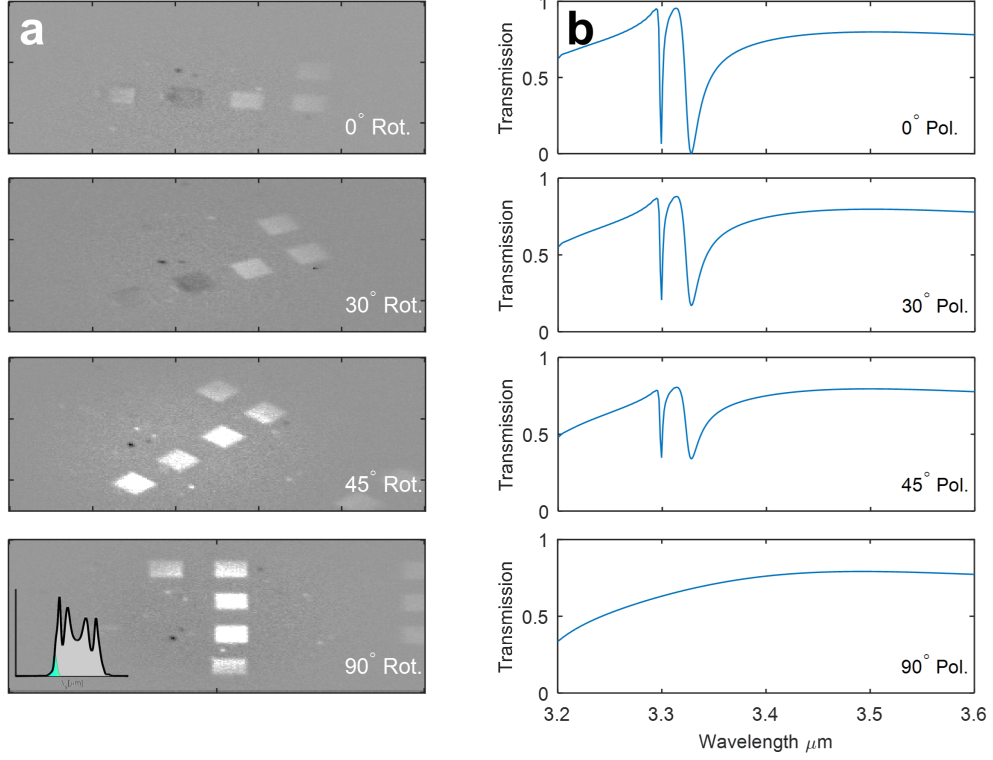 a
0° Rot.
30° Rot.
45° Rot.
90° Rot.
b
Transmission
1
0.5
0
0° Pol.
Transmission
1
0.5
0
30° Pol.
Transmission
1
0.5
0
45° Pol.
Transmission
1
0.5
0
90° Pol.
3.2 3.3 3.4 3.5 3.6
Wavelength μm